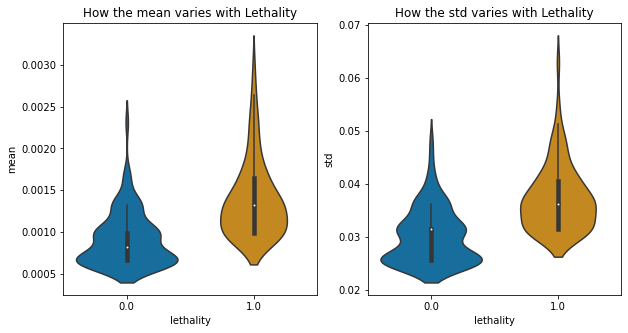 How the mean varies with Lethality
How the std varies with Lethality
0.0030
0.0025
0.0020
0.0015
0.0010
0.0005
mean
0.0
1.0
lethality
0.07
0.06
0.05
0.04
0.03
0.02
std
0.0
1.0
lethality